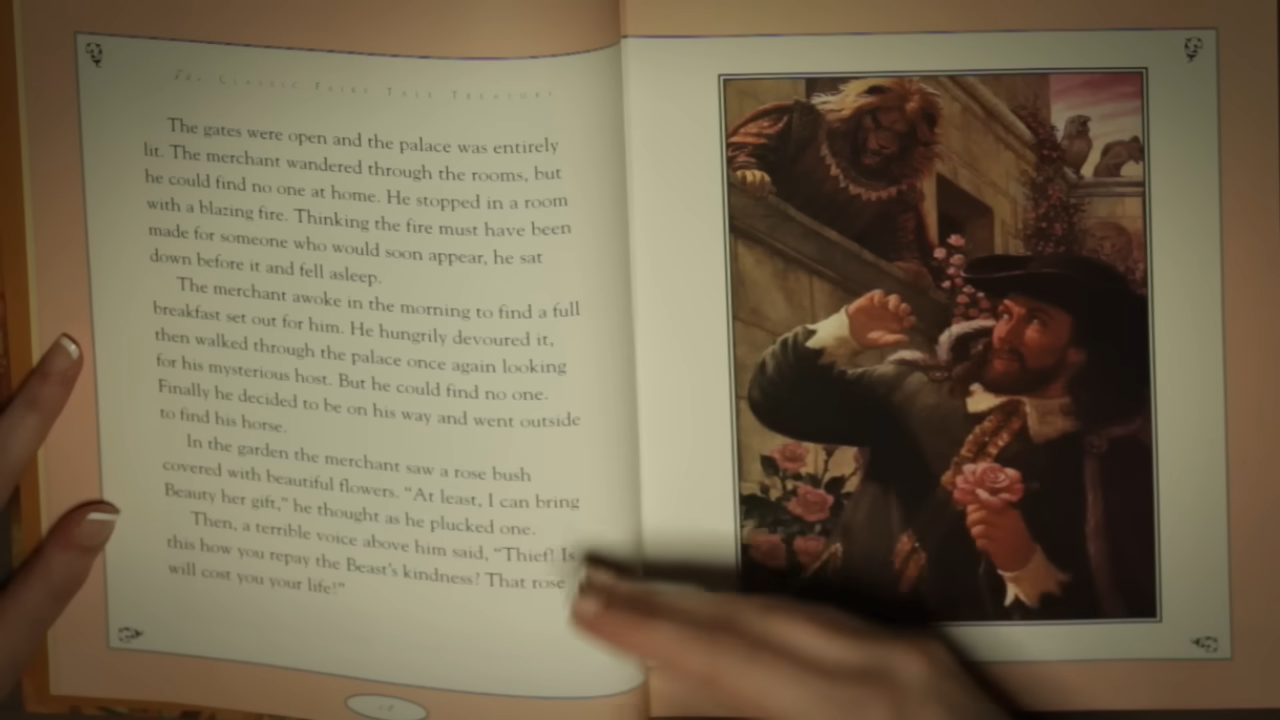 The Classic Fairy Tale Treasury
The gates were open and the palace was entirely
lit. The merchant wandered through the rooms, but
he could find no one at home. He stopped in a room
with a blazing fire. Thinking the fire must have been
made for someone who would soon appear, he sat
down before it and fell asleep.
The merchant awoke in the morning to find a full
breakfast set out for him. He hungrily devoured it,
then walked through the palace once again looking
for his mysterious host. But he could find no one.
Finally he decided to be on his way and went outside
to find his horse.
In the garden the merchant saw a rose bush
covered with beautiful flowers. “At least, I can bring
Beauty her gift,” he thought as he plucked one.
Then, a terrible voice above him said, “Thief! Is
this how you repay the Beast’s kindness? That rose
will cost you your life!”